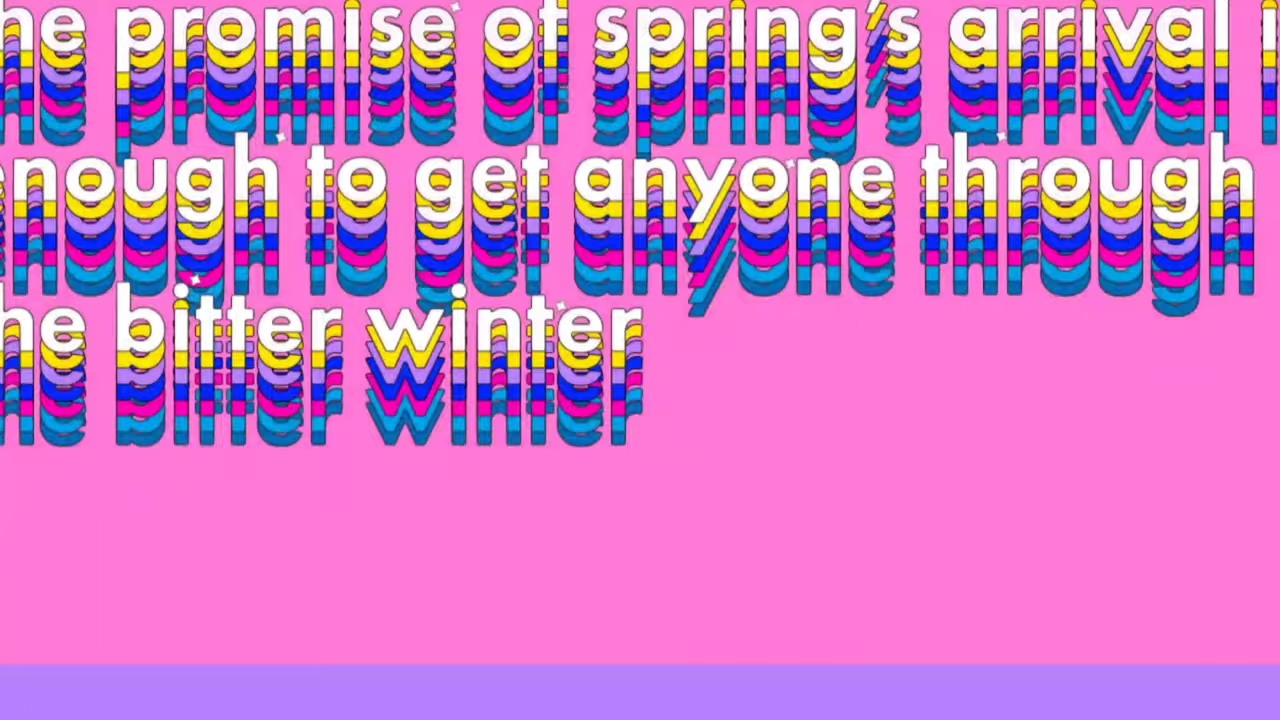 he promise of spring's arrival i
enough to get anyone through
he bitter winter